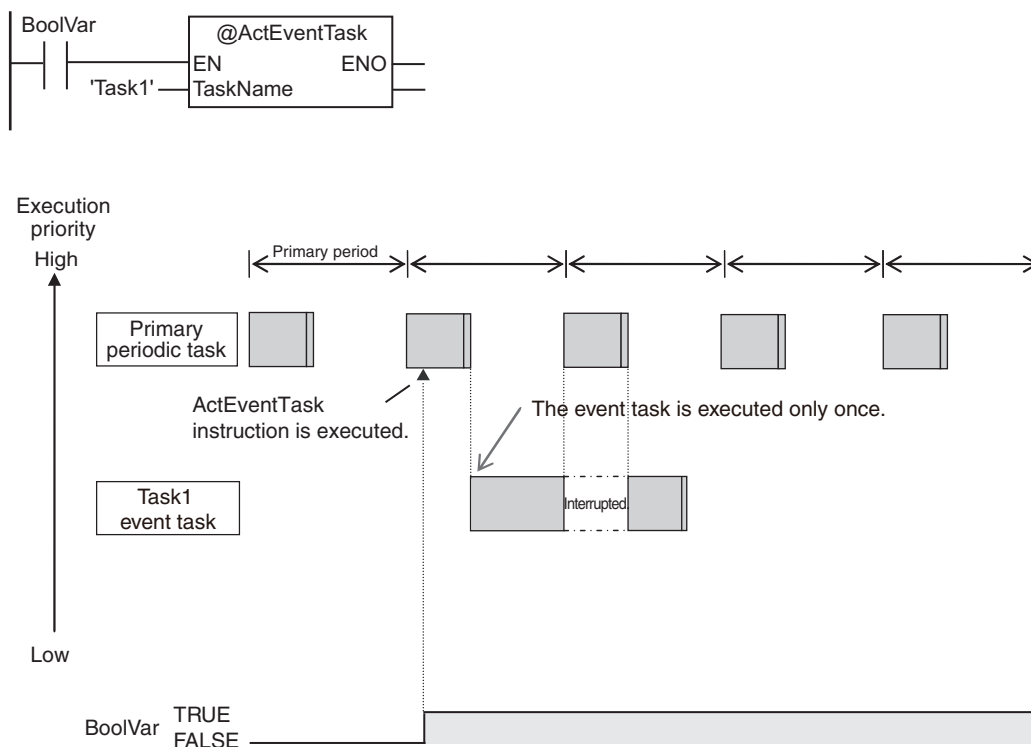 BoolVar
@ActEventTask
EN ENO
'Task1' TaskName
Execution
priority
High
Primary period
Primary
periodic task
ActEventTask
instruction is executed.
The event task is executed only once.
Task1
event task
Interrupted.
Low
BoolVar
TRUE
FALSE